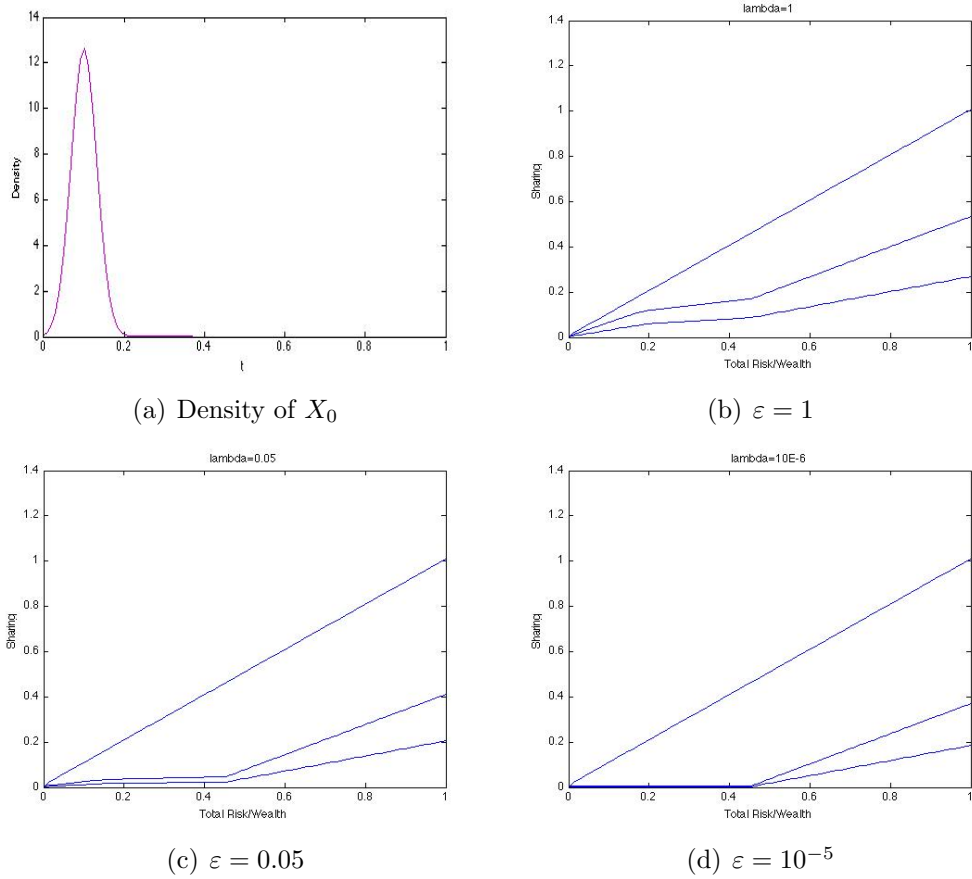 14
12
10
8
6
4
2
0
Density
0 0.2 0.4 0.6 0.8 1
t
(a) Density of X₀
lambda=1
1.4
1.2
1
0.8
0.6
0.4
0.2
0
Sharing
0 0.2 0.4 0.6 0.8 1
Total Risk/Wealth
(b) ε = 1
lambda=0.05
1.4
1.2
1
0.8
0.6
0.4
0.2
0
Sharing
0 0.2 0.4 0.6 0.8 1
Total Risk/Wealth
(c) ε = 0.05
lambda=10E-6
1.4
1.2
1
0.8
0.6
0.4
0.2
0
Sharing
0 0.2 0.4 0.6 0.8 1
Total Risk/Wealth
(d) ε = 10⁻⁵